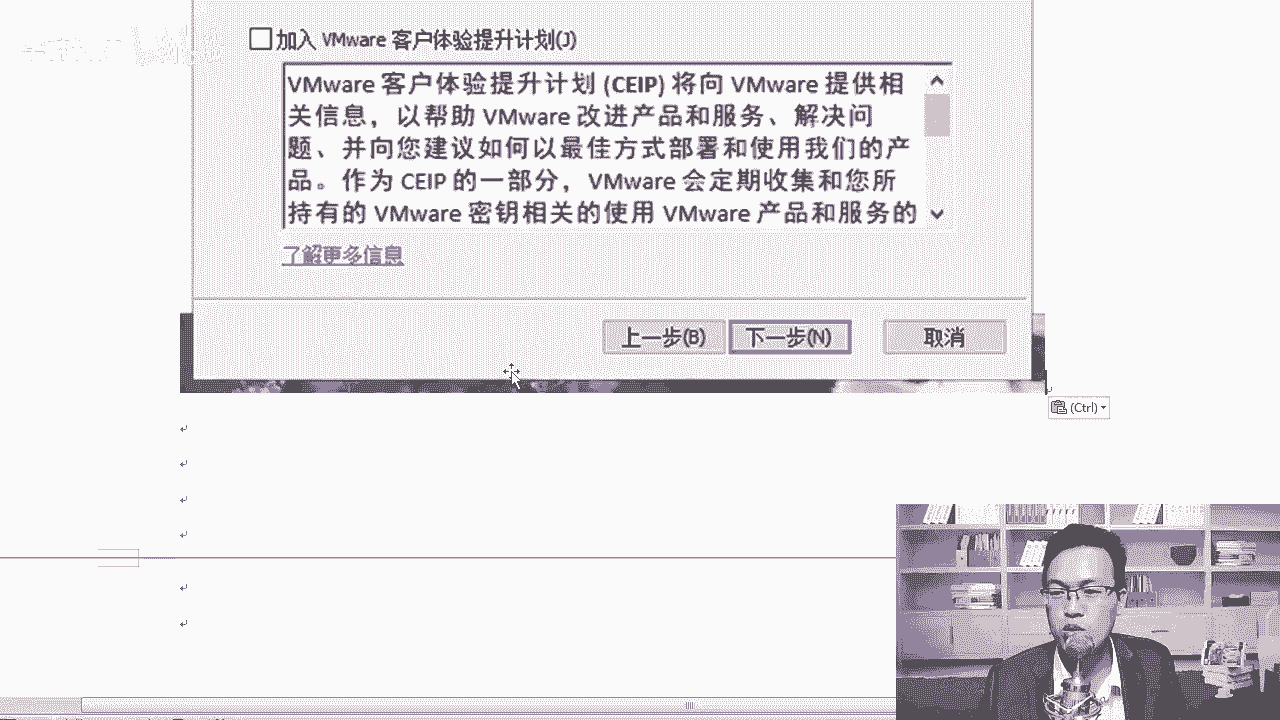 加入 VMware 客户体验提升计划(J)
VMware 客户体验提升计划 (CEIP) 将向 VMware 提供相
关信息，以帮助 VMware 改进产品和服务、解决问
题、并向您建议如何以最佳方式部署和使用我们的产
品。作为 CEIP 的一部分，VMware 会定期收集和您所
持有的 VMware 密钥相关的使用 VMware 产品和服务的
了解更多信息
上一步(B) 下一步(N) 取消
(Ctrl)